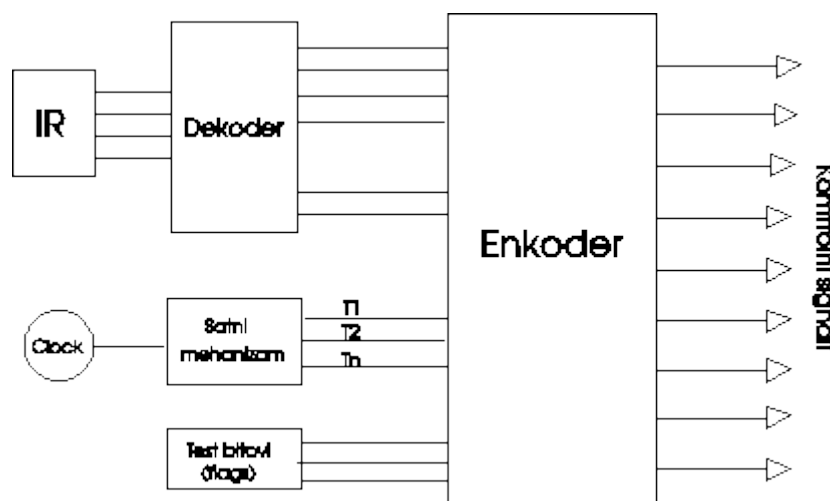 IR
Dekoder
Enkoder
Clock
Satni
mehanizam
T1
T2
Tn
Test bitovi
(flags)
komandni signali